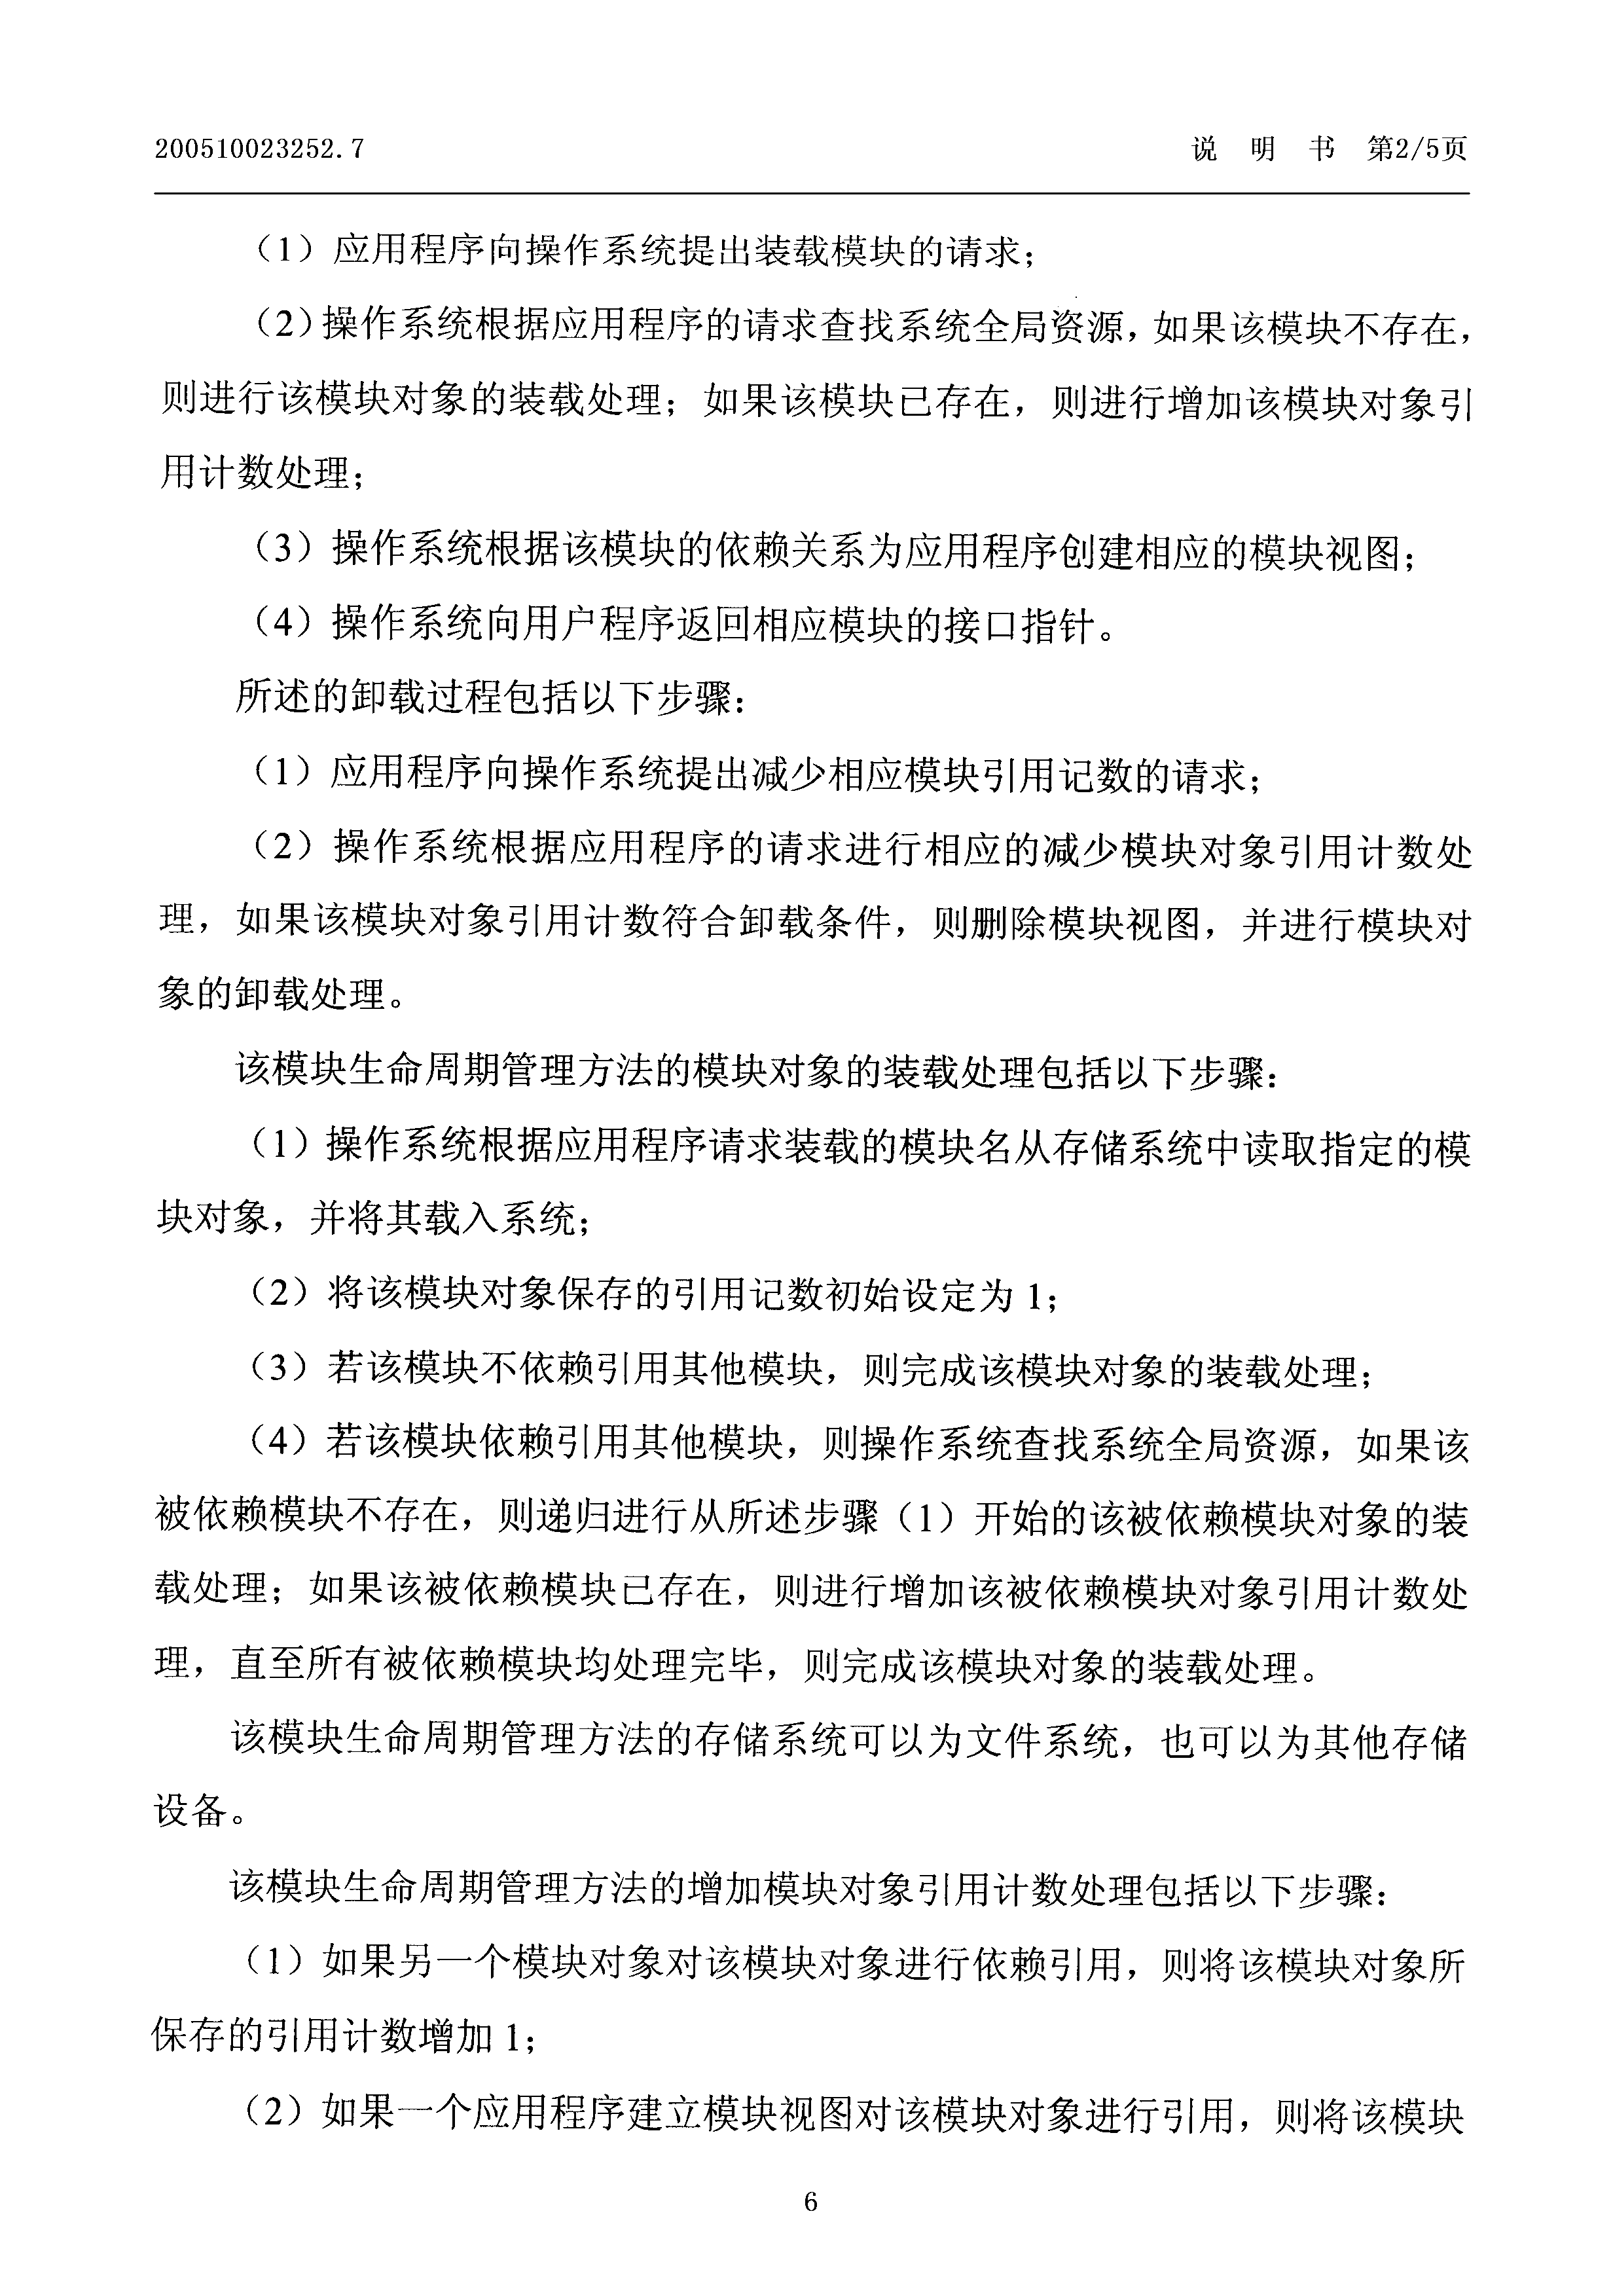 200510023252.7 说 明 书 第2/5页
（1）应用程序向操作系统提出装载模块的请求；
（2）操作系统根据应用程序的请求查找系统全局资源，如果该模块不存在，
则进行该模块对象的装载处理；如果该模块已存在，则进行增加该模块对象引
用计数处理；
（3）操作系统根据该模块的依赖关系为应用程序创建相应的模块视图；
（4）操作系统向用户程序返回相应模块的接口指针。
所述的卸载过程包括以下步骤：
（1）应用程序向操作系统提出减少相应模块引用记数的请求；
（2）操作系统根据应用程序的请求进行相应的减少模块对象引用计数处
理，如果该模块对象引用计数符合卸载条件，则删除模块视图，并进行模块对
象的卸载处理。
该模块生命周期管理方法的模块对象的装载处理包括以下步骤：
（1）操作系统根据应用程序请求装载的模块名从存储系统中读取指定的模
块对象，并将其载入系统；
（2）将该模块对象保存的引用记数初始设定为 1；
（3）若该模块不依赖引用其他模块，则完成该模块对象的装载处理；
（4）若该模块依赖引用其他模块，则操作系统查找系统全局资源，如果该
被依赖模块不存在，则递归进行从所述步骤（1）开始的该被依赖模块对象的装
载处理；如果该被依赖模块已存在，则进行增加该被依赖模块对象引用计数处
理，直至所有被依赖模块均处理完毕，则完成该模块对象的装载处理。
该模块生命周期管理方法的存储系统可以为文件系统，也可以为其他存储
设备。
该模块生命周期管理方法的增加模块对象引用计数处理包括以下步骤：
（1）如果另一个模块对象对该模块对象进行依赖引用，则将该模块对象所
保存的引用计数增加 1；
（2）如果一个应用程序建立模块视图对该模块对象进行引用，则将该模块
6